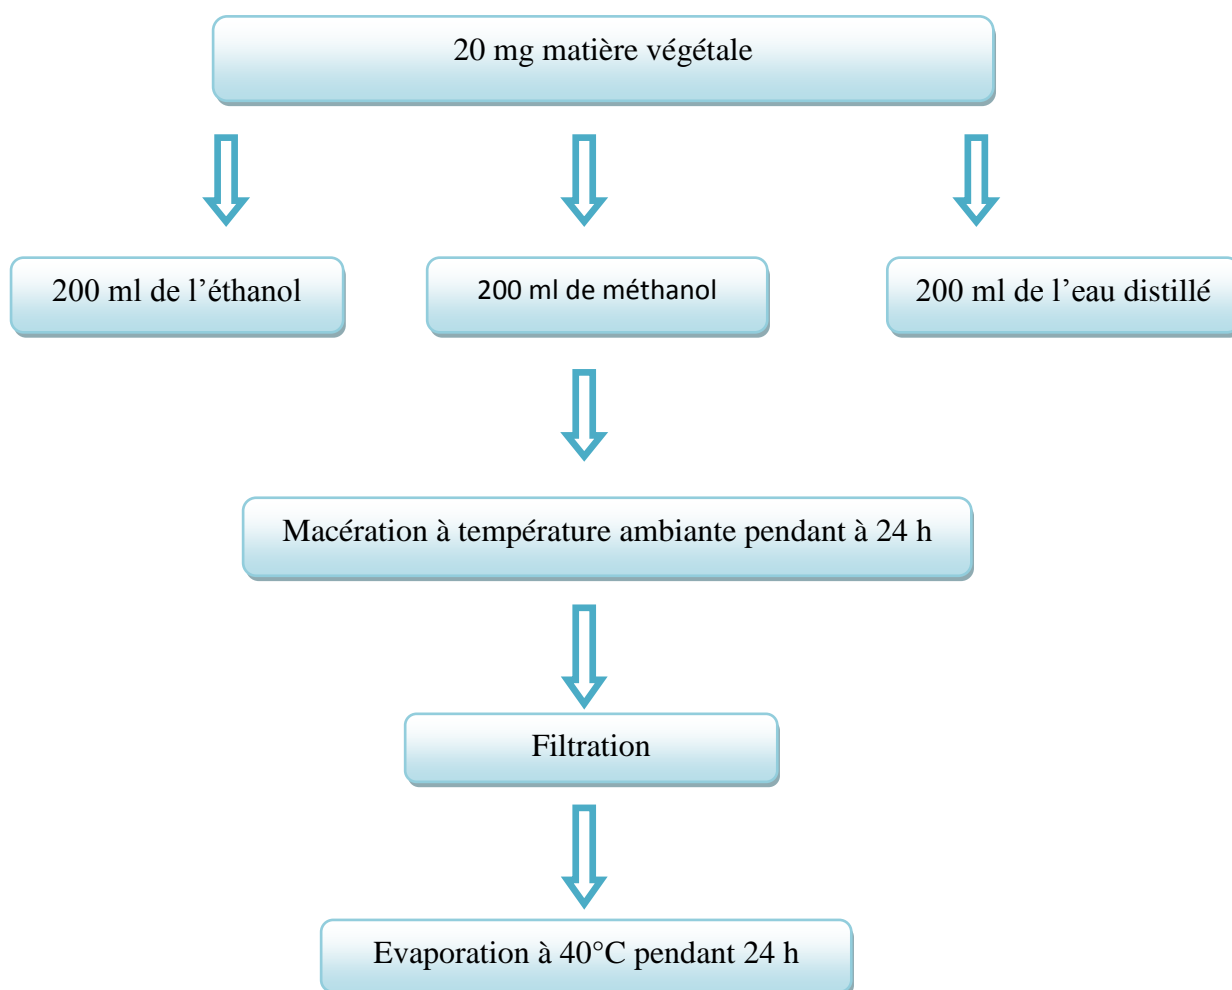 20 mg matière végétale
200 ml de l’éthanol
200 ml de méthanol
200 ml de l’eau distillé
Macération à température ambiante pendant à 24 h
Filtration
Evaporation à 40°C pendant 24 h